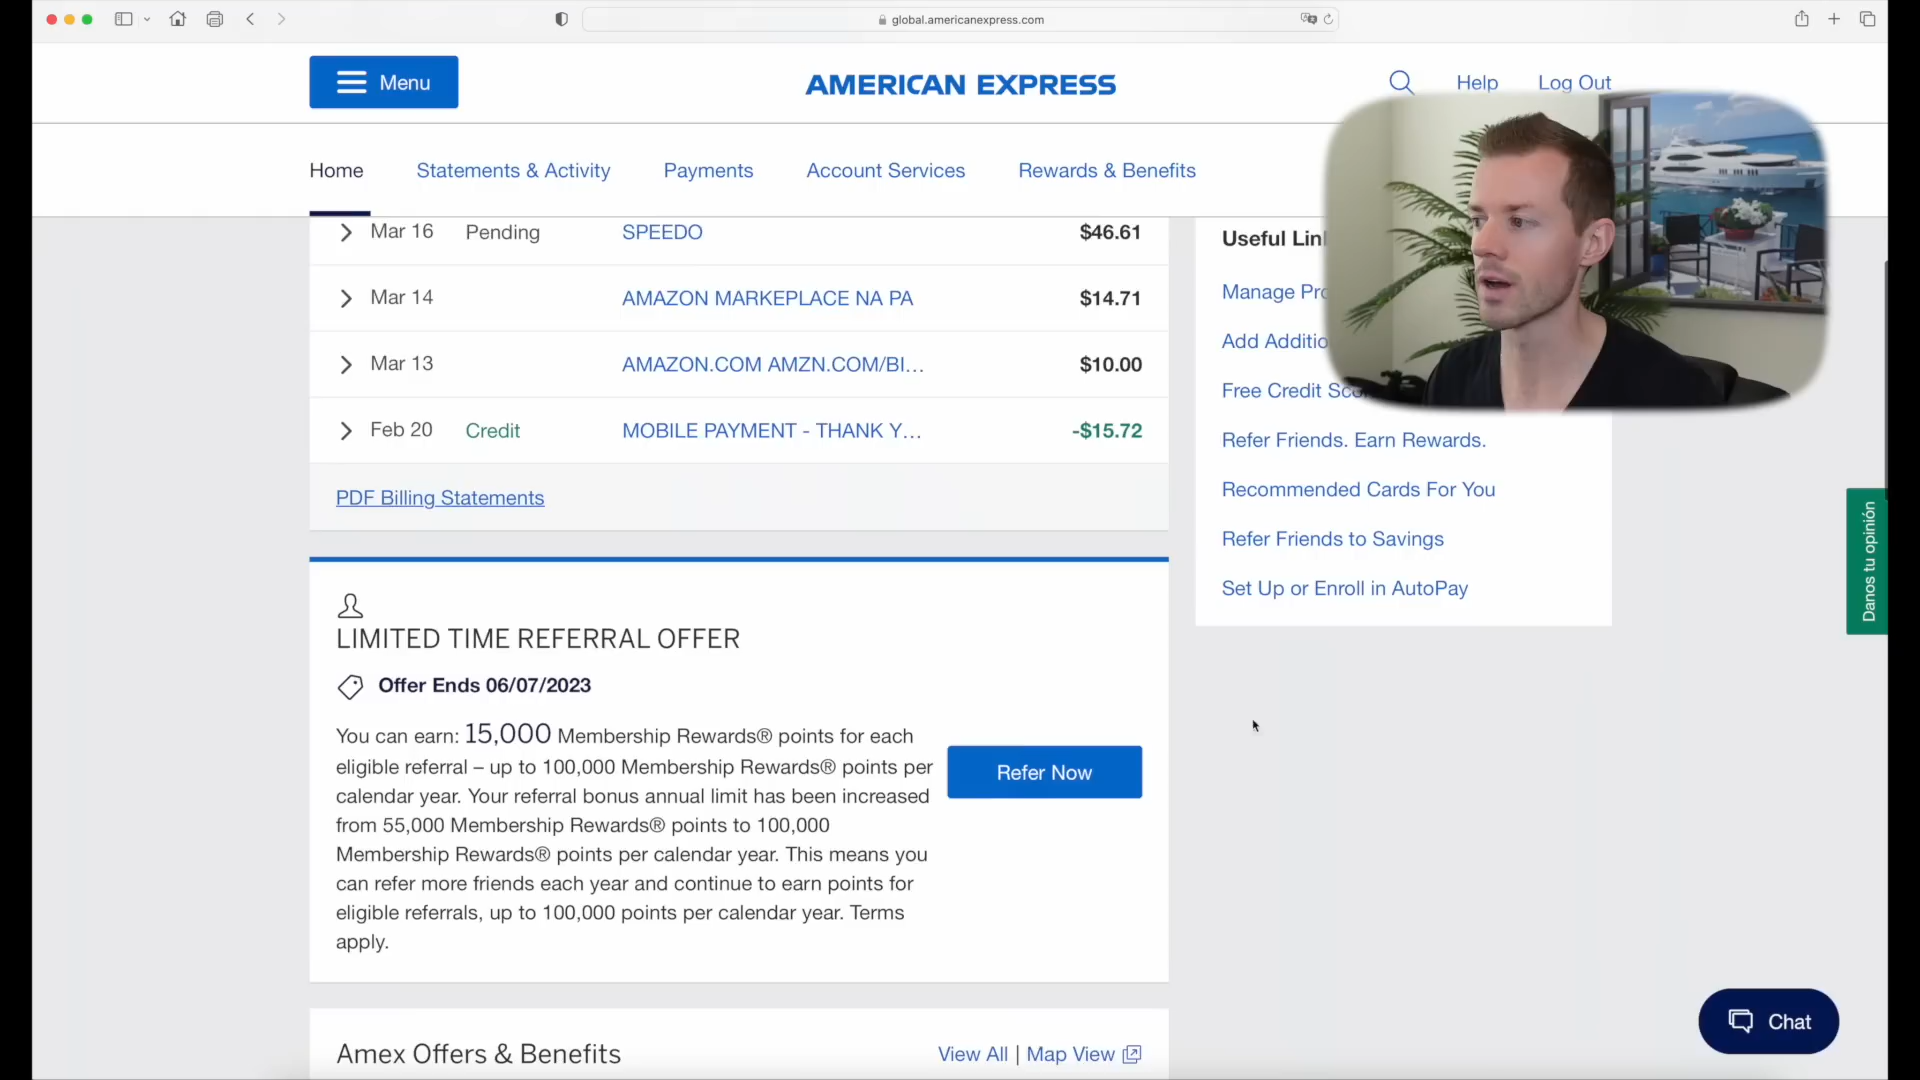 global.americanexpress.com
Menu
AMERICAN EXPRESS
Help
Log Out
Home
Statements & Activity
Payments
Account Services
Rewards & Benefits
Mar 16 Pending SPEEDO $46.61
Mar 14 AMAZON MARKEPLACE NA PA $14.71
Mar 13 AMAZON.COM AMZN.COM/BI... $10.00
Feb 20 Credit MOBILE PAYMENT - THANK Y... -$15.72
PDF Billing Statements
LIMITED TIME REFERRAL OFFER
Offer Ends 06/07/2023
You can earn: 15,000 Membership Rewards® points for each
eligible referral – up to 100,000 Membership Rewards® points per
calendar year. Your referral bonus annual limit has been increased
from 55,000 Membership Rewards® points to 100,000
Membership Rewards® points per calendar year. This means you
can refer more friends each year and continue to earn points for
eligible referrals, up to 100,000 points per calendar year. Terms
apply.
Refer Now
Amex Offers & Benefits
View All | Map View
Useful
Manage
Add
Free Credit
Refer Friends. Earn Rewards.
Recommended Cards For You
Refer Friends to Savings
Set Up or Enroll in AutoPay
Danos tu opinión
Chat